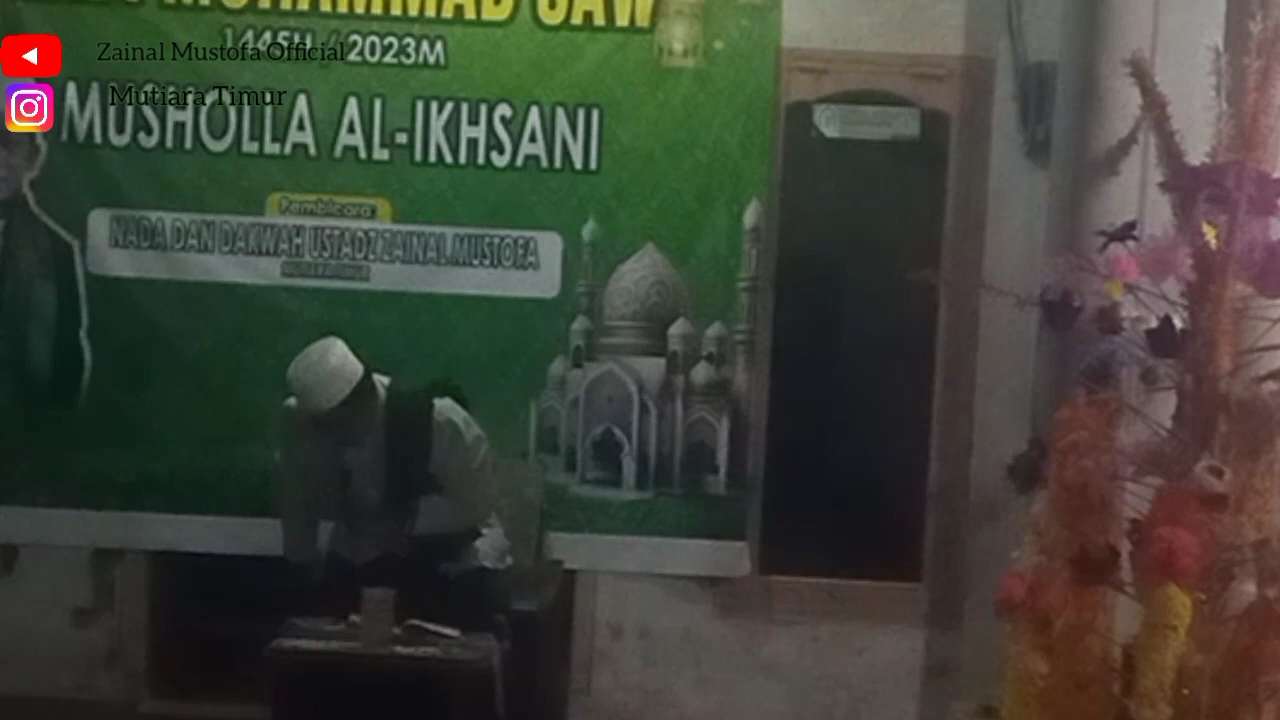 MUHAMMAD SAW
1445H / 2023M
Zainal Mustofa Official
Mutiara Timur
MUSHOLLA AL-IKHSANI
Pembicara:
NADA DAN DAKWAH USTADZ ZAINAL MUSTOFA